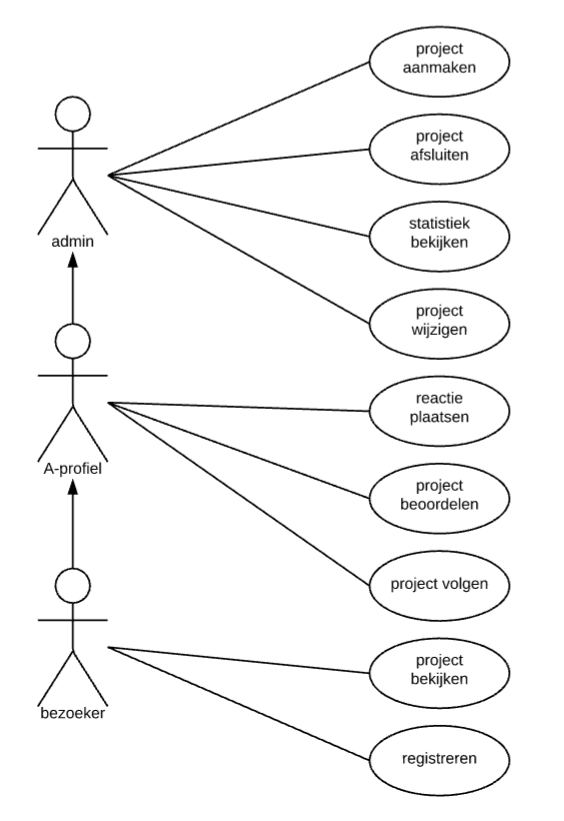 project
aanmaken
project
afsluiten
admin
statistiek
bekijken
project
wijzigen
reactie
plaatsen
A-profiel
project
beoordelen
project volgen
project
bekijken
bezoeker
registreren